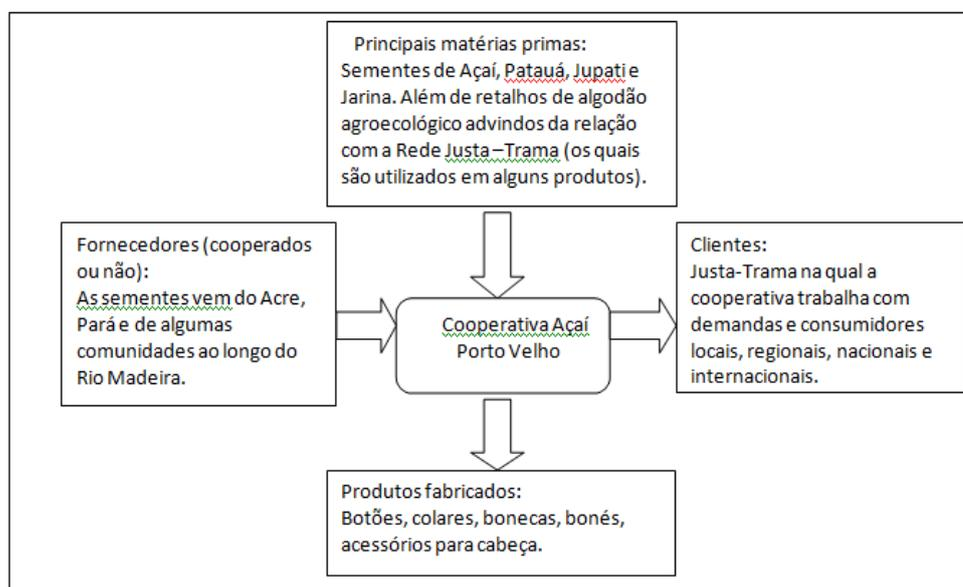 Principais matérias primas:
Sementes de Açaí, Patauá, Jupati e
Jarina. Além de retalhos de algodão
agroecológico advindos da relação
com a Rede Justa –Trama (os quais
são utilizados em alguns produtos).
Fornecedores (cooperados
ou não):
As sementes vem do Acre,
Pará e de algumas
comunidades ao longo do
Rio Madeira.
Cooperativa Açaí
Porto Velho
Clientes:
Justa-Trama na qual a
cooperativa trabalha com
demandas e consumidores
locais, regionais, nacionais e
internacionais.
Produtos fabricados:
Botões, colares, bonecas, bonés,
acessórios para cabeça.